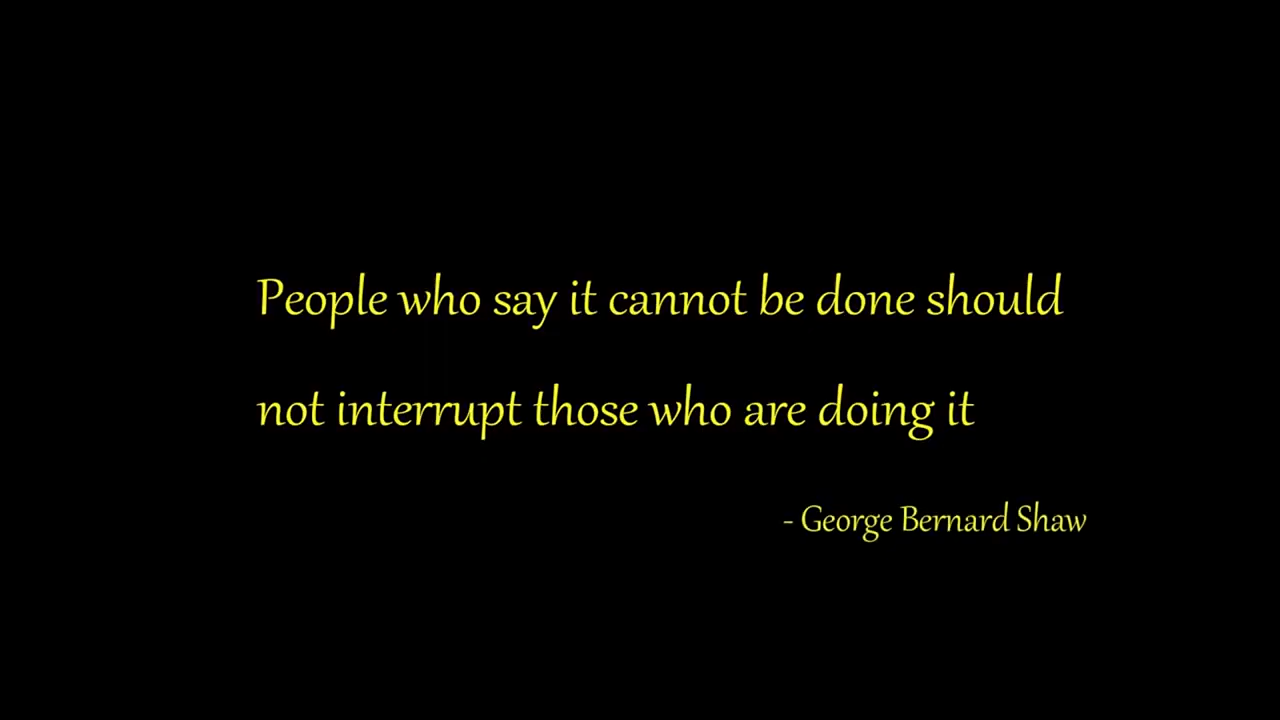 People who say it cannot be done should
not interrupt those who are doing it
- George Bernard Shaw